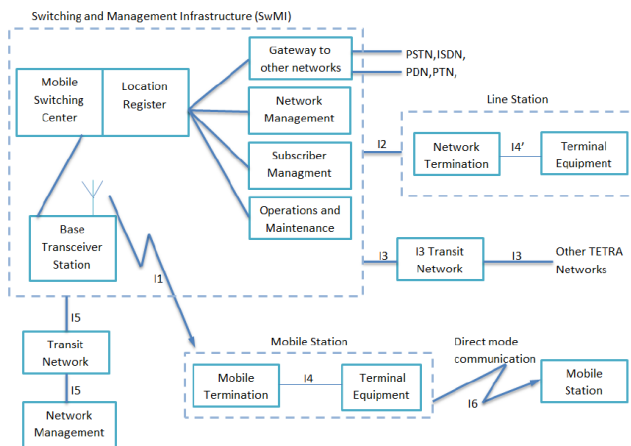 Switching and Management Infrastructure (SwMI)
Mobile
Switching
Center
Location
Register
Gateway to
other networks
PSTN,ISDN,
PDN,PTN,
Network
Management
Subscriber
Managment
Operations and
Maintenance
Base
Transceiver
Station
I1
I2
Line Station
Network
Termination
I4'
Terminal
Equipment
I3
I3 Transit
Network
I3
Other TETRA
Networks
I5
Transit
Network
I5
Network
Management
Mobile Station
Mobile
Termination
I4
Terminal
Equipment
Direct mode
communication
I6
Mobile
Station